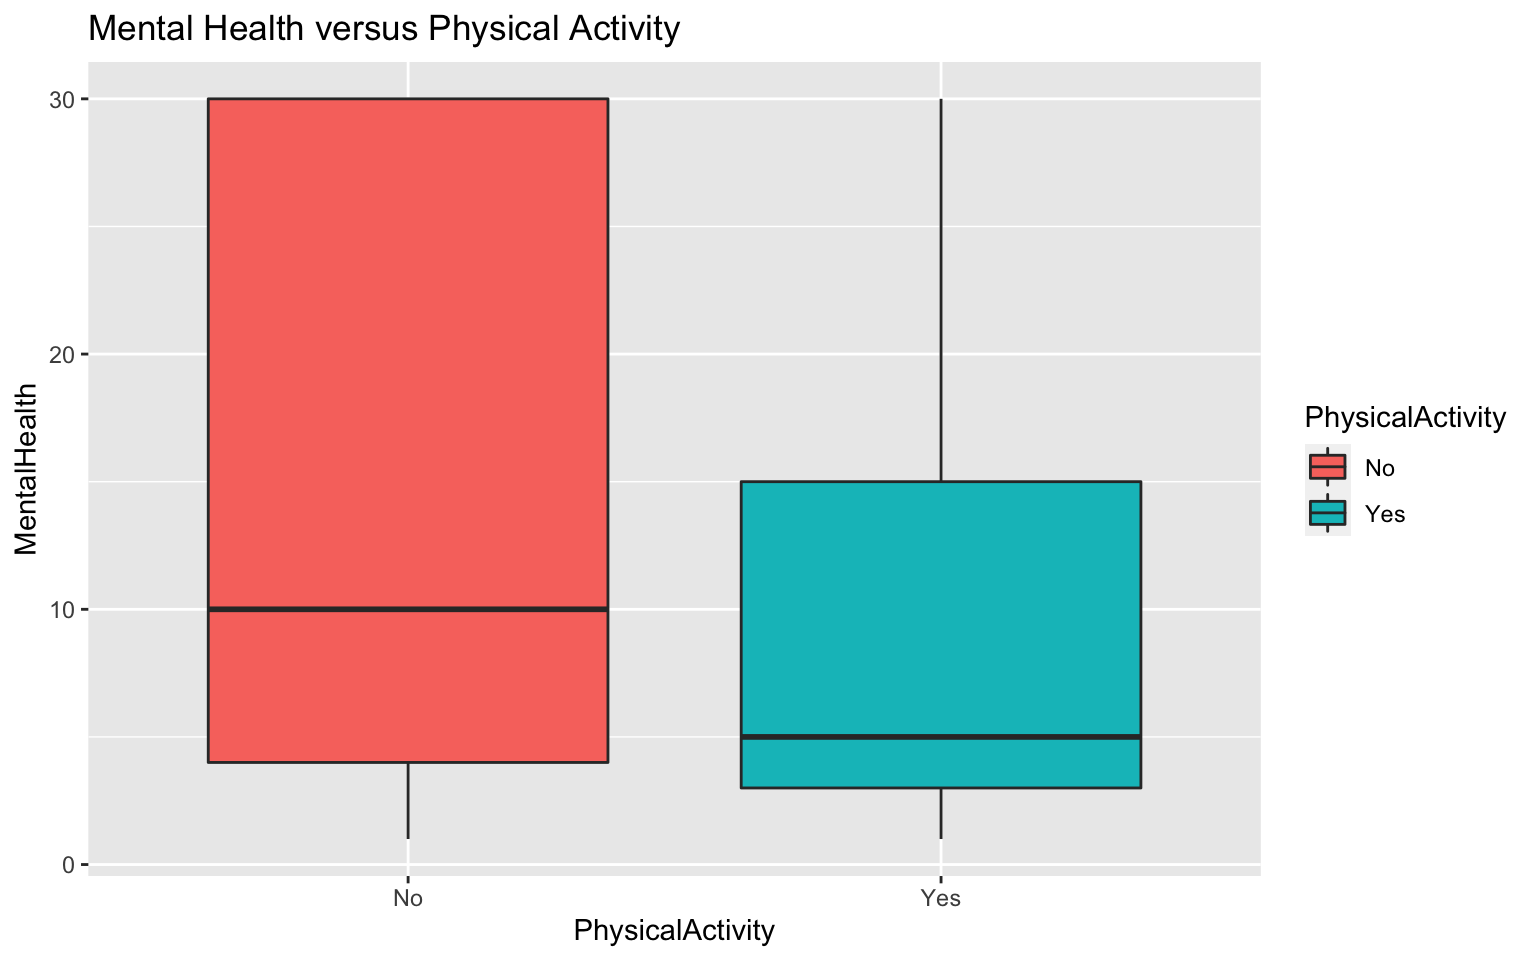 Mental Health versus Physical Activity
MentalHealth
30
20
10
0
No
Yes
PhysicalActivity
PhysicalActivity
No
Yes